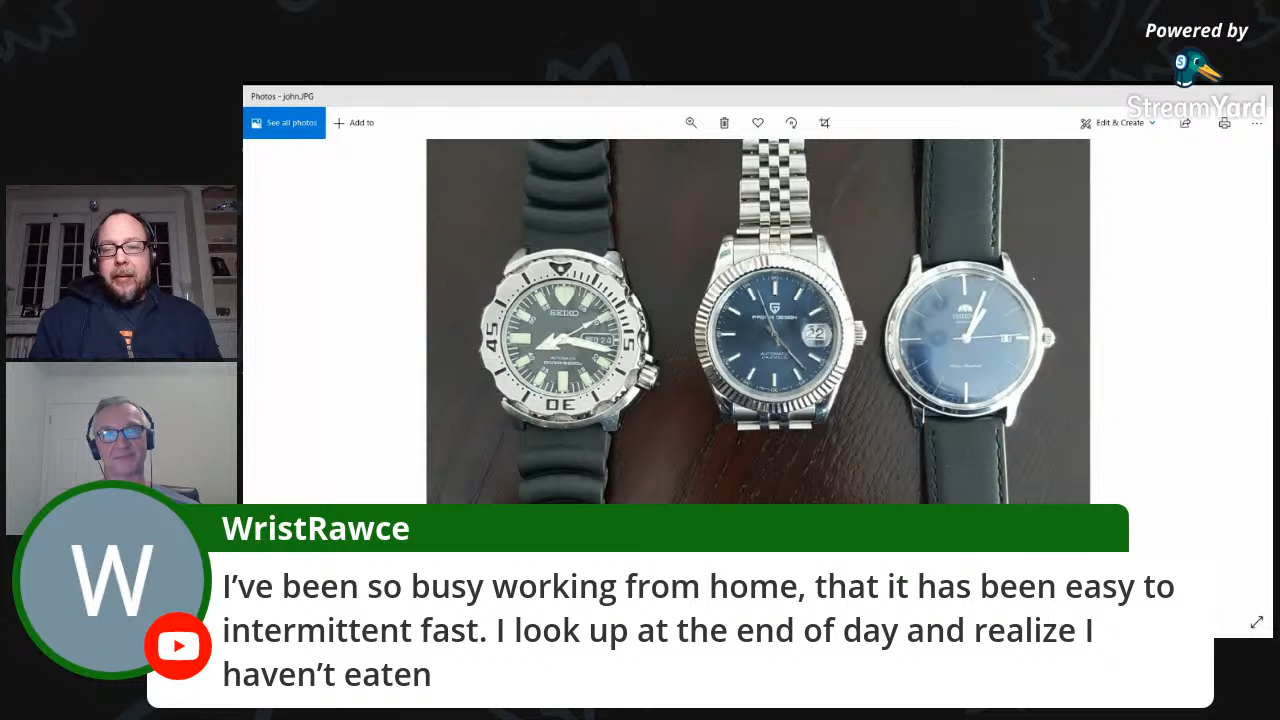 Powered by
StreamYard
Photos - john.JPG
See all photos
Add to
Edit & Create
SEIKO
AUTOMATIC
WED 24
45
15
30
PAGANI DESIGN
AUTOMATIC
22
ORIENT
W
WristRawce
I've been so busy working from home, that it has been easy to
intermittent fast. I look up at the end of day and realize I
haven't eaten